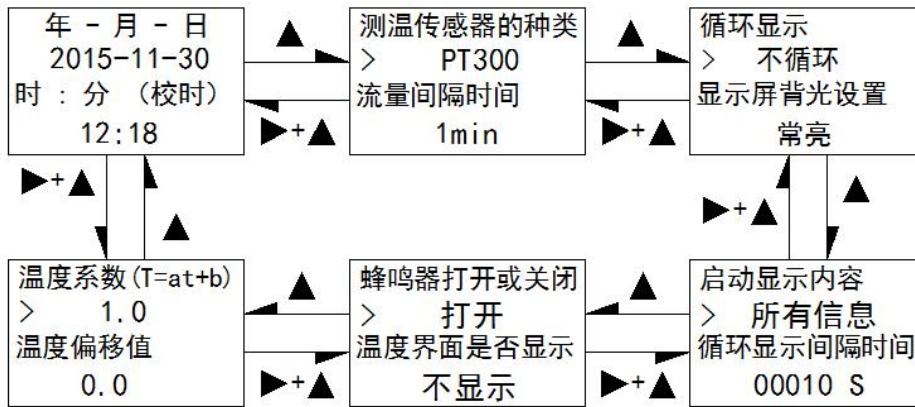 年－月－日
2015-11-30
时：分 （校时）
12:18
测温传感器的种类
> PT300
流量间隔时间
1min
循环显示
> 不循环
显示屏背光设置
常亮
▲
▲
▶+▲
▶+▲
▶+▲
▲
▶+▲
▲
温度系数(T=at+b)
> 1.0
温度偏移值
0.0
蜂鸣器打开或关闭
> 打开
温度界面是否显示
不显示
启动显示内容
> 所有信息
循环显示间隔时间
00010 S
▲
▲
▶+▲
▶+▲